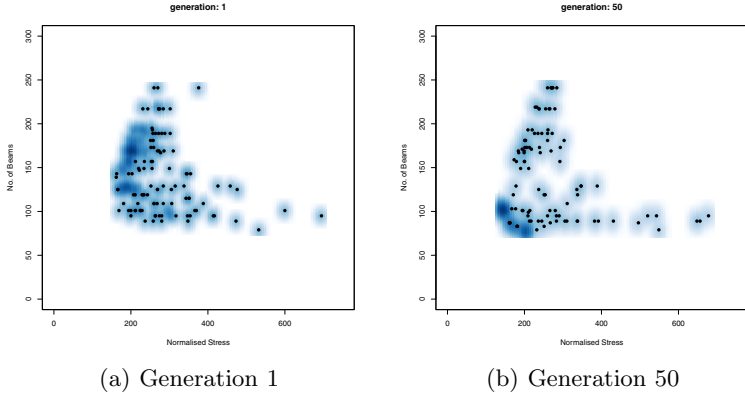 generation: 1
No. of Beams
300
250
200
150
100
50
0
0 200 400 600
Normalised Stress
(a) Generation 1
generation: 50
No. of Beams
300
250
200
150
100
50
0
0 200 400 600
Normalised Stress
(b) Generation 50